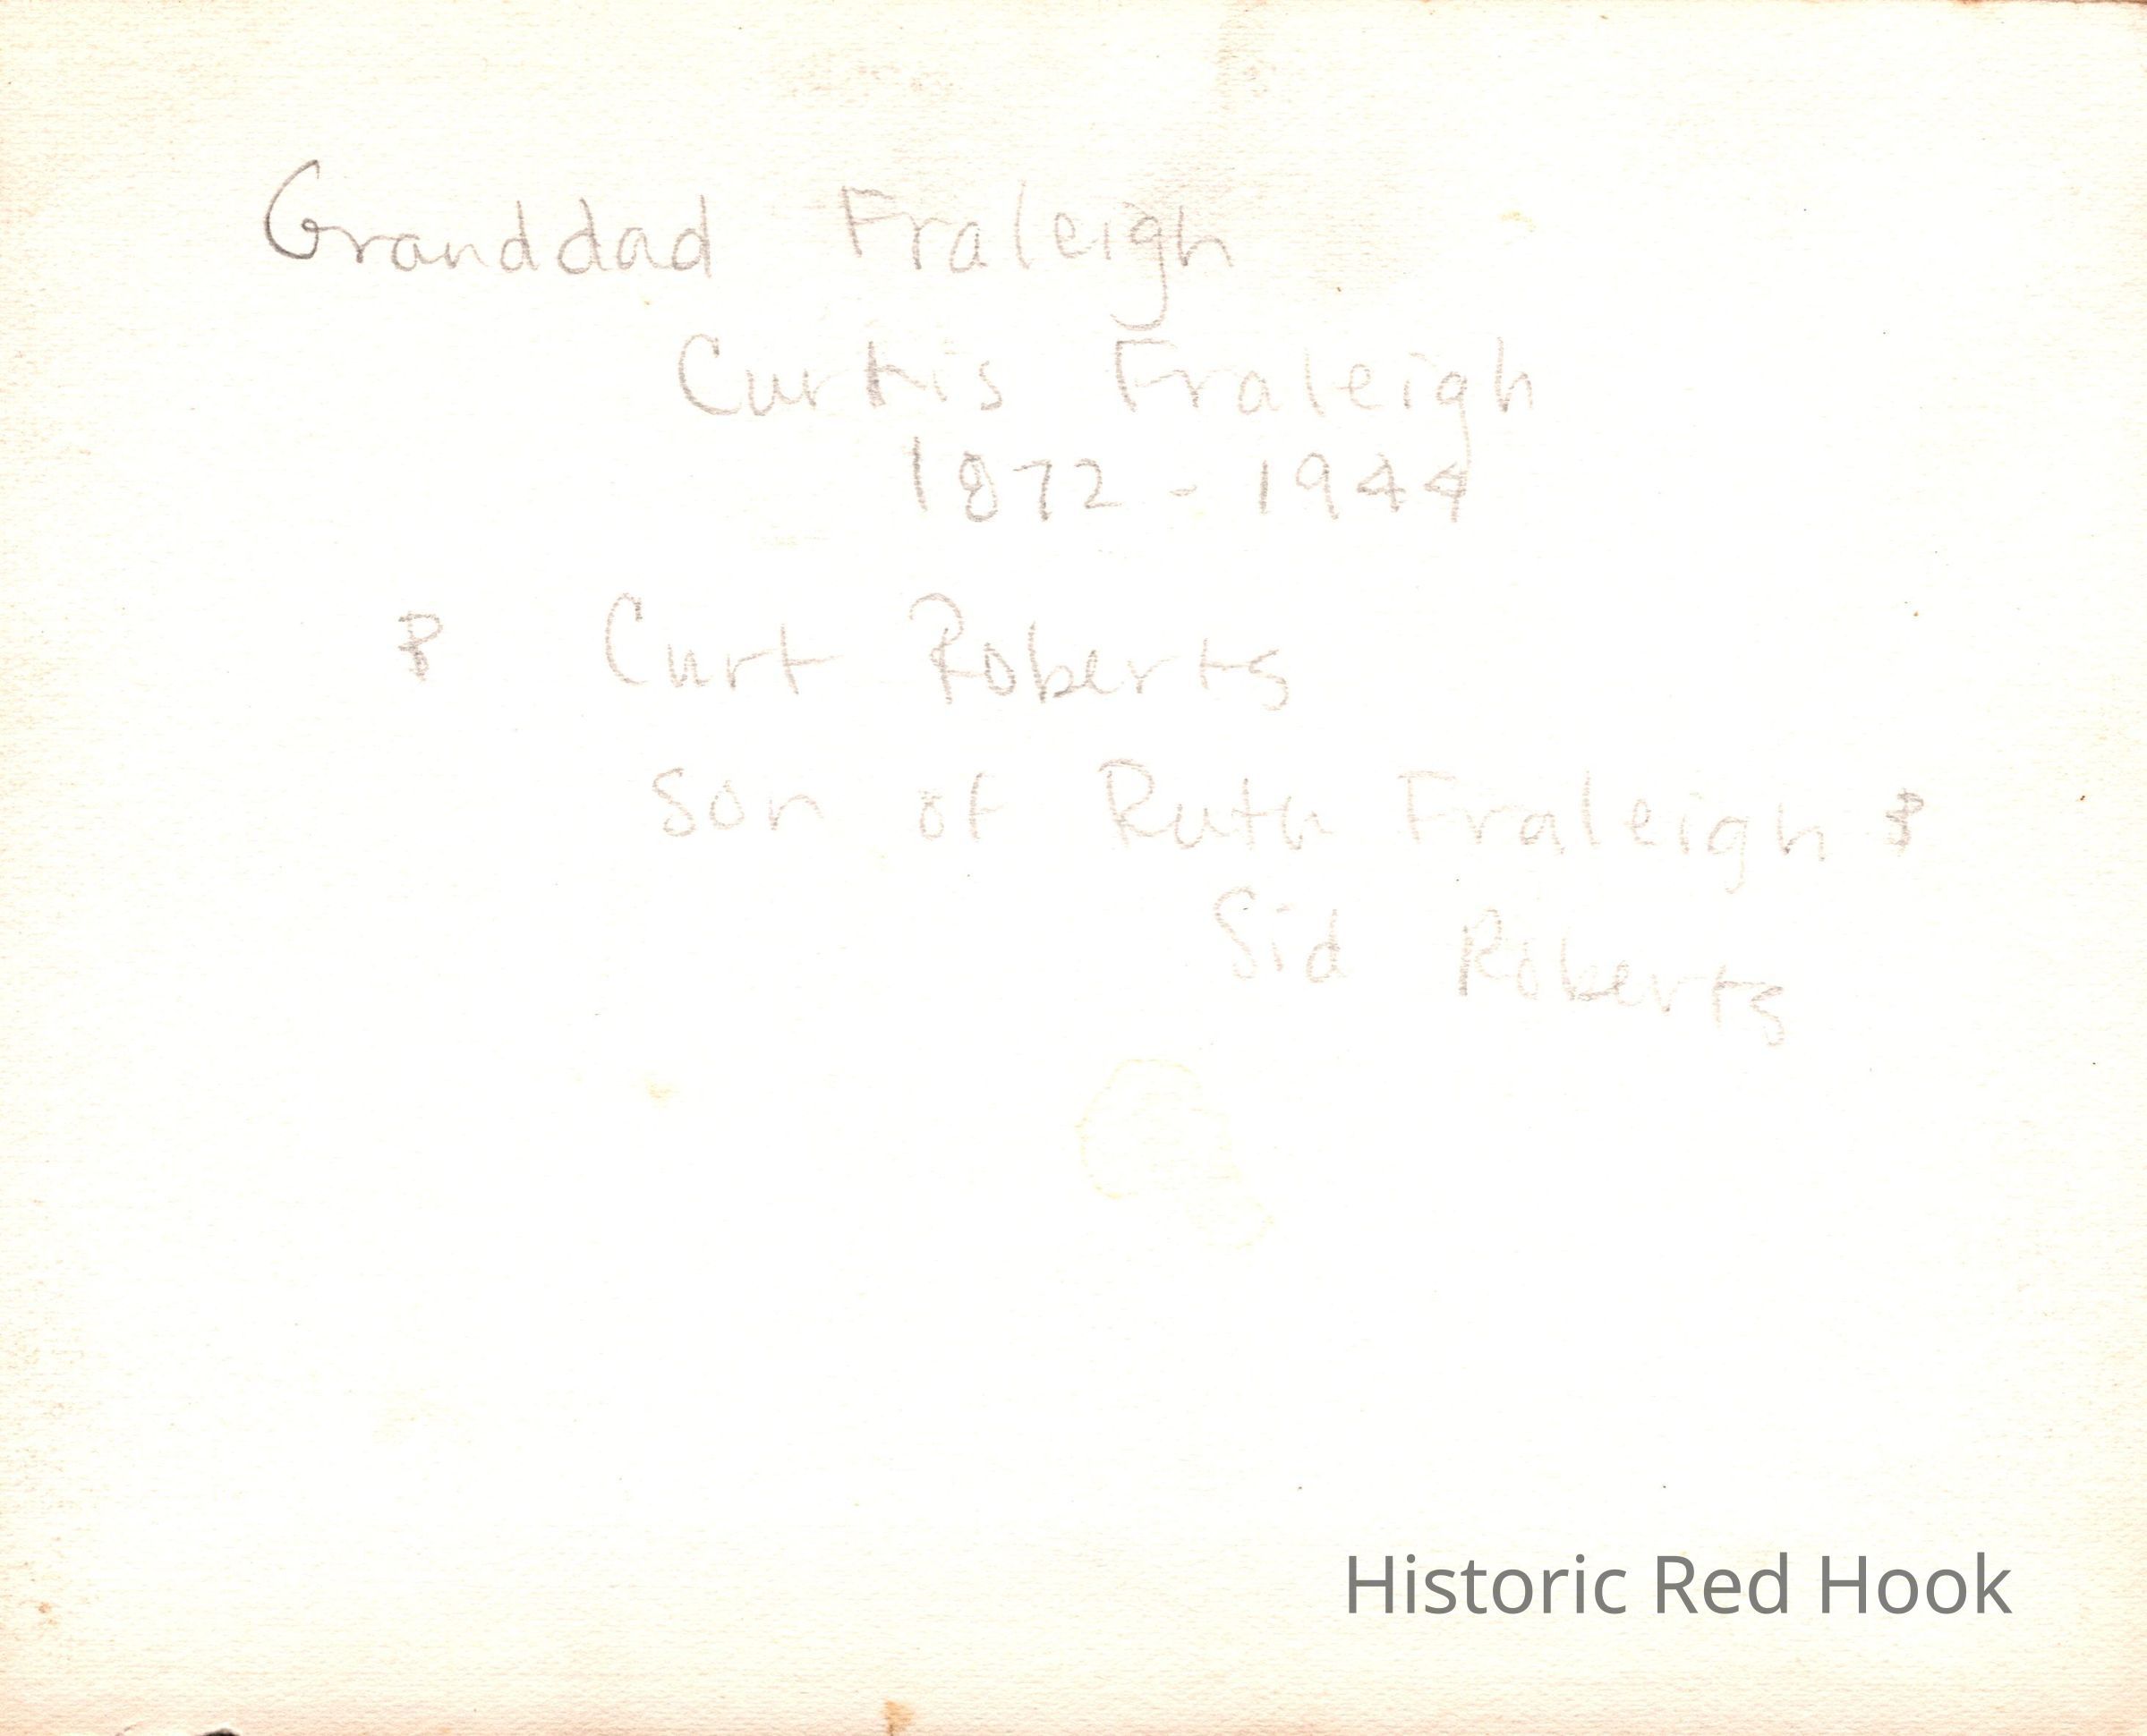 Granddad Fraleigh
Curtis Fraleigh
1872 - 1944
& Curt Roberts
son of Ruth Fraleigh &
Sid Roberts
Historic Red Hook